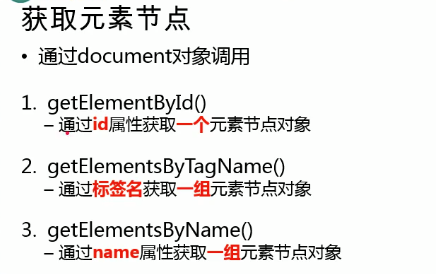 获取元素节点
• 通过document对象调用
1. getElementById()
– 通过id属性获取一个元素节点对象
2. getElementsByTagName()
– 通过标签名获取一组元素节点对象
3. getElementsByName()
– 通过name属性获取一组元素节点对象